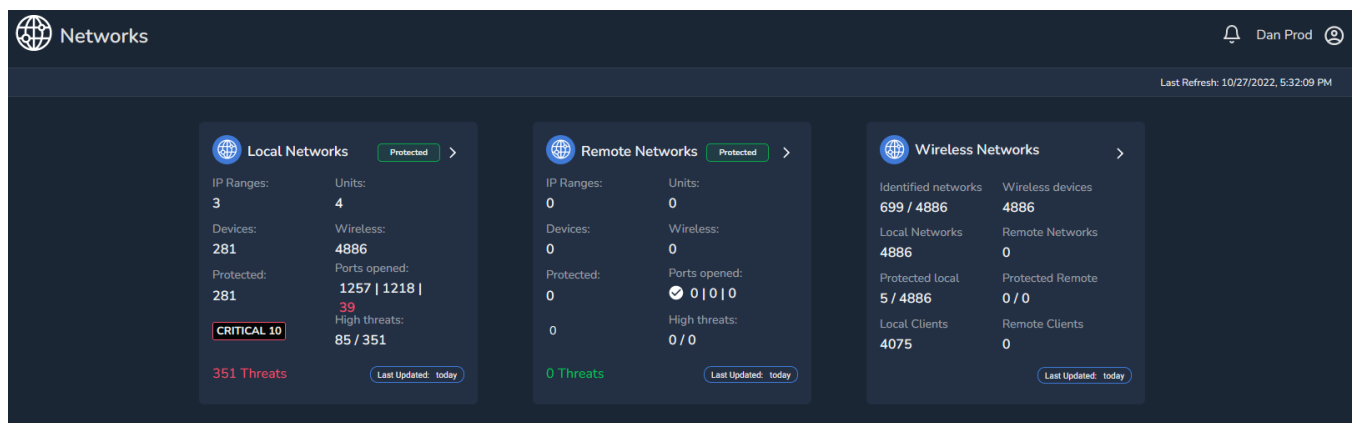 Networks
Dan Prod
Last Refresh: 10/27/2022, 5:32:09 PM
Local Networks Protected
IP Ranges: Units:
3 4
Devices: Wireless:
281 4886
Protected: Ports opened:
281 1257 | 1218 |
39
CRITICAL 10 High threats:
85 / 351
351 Threats Last Updated: today
Remote Networks Protected
IP Ranges: Units:
0 0
Devices: Wireless:
0 0
Protected: Ports opened:
0 0 | 0 | 0
0 High threats:
0 / 0
0 Threats Last Updated: today
Wireless Networks
Identified networks Wireless devices
699 / 4886 4886
Local Networks Remote Networks
4886 0
Protected local Protected Remote
5 / 4886 0 / 0
Local Clients Remote Clients
4075 0
Last Updated: today